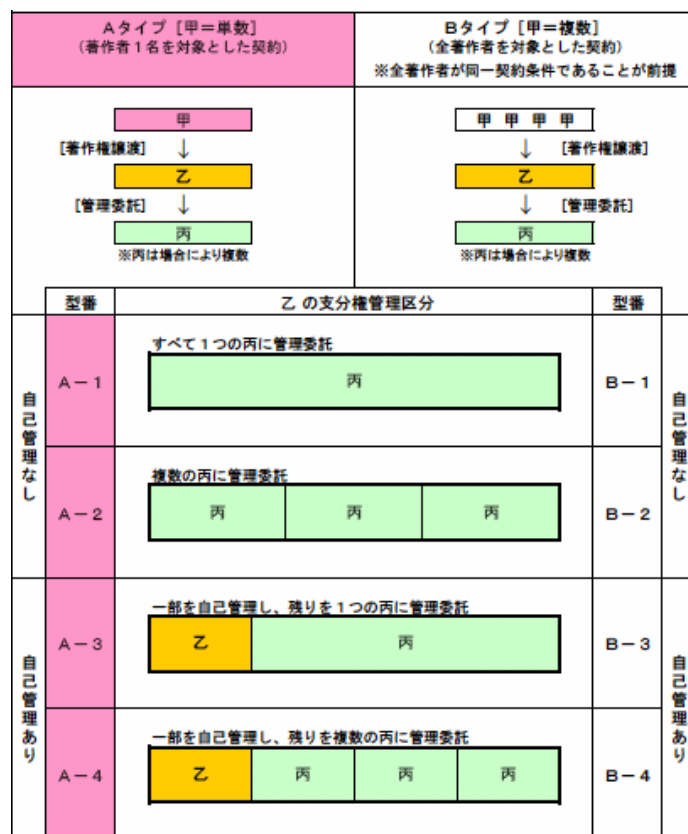 Aタイプ［甲＝単数］
（著作者１名を対象とした契約）
Bタイプ［甲＝複数］
（全著作者を対象とした契約）
※全著作者が同一契約条件であることが前提
甲
［著作権譲渡］ ↓
乙
［管理委託］ ↓
丙
※丙は場合により複数
甲 甲 甲 甲
↓ ［著作権譲渡］
乙
↓ ［管理委託］
丙
※丙は場合により複数
型番 乙の支分権管理区分 型番
自己管理なし
A－1
すべて１つの丙に管理委託
丙
B－1
自己管理なし
A－2
複数の丙に管理委託
丙 丙 丙
B－2
自己管理あり
A－3
一部を自己管理し、残りを１つの丙に管理委託
乙 丙
B－3
自己管理あり
A－4
一部を自己管理し、残りを複数の丙に管理委託
乙 丙 丙 丙
B－4